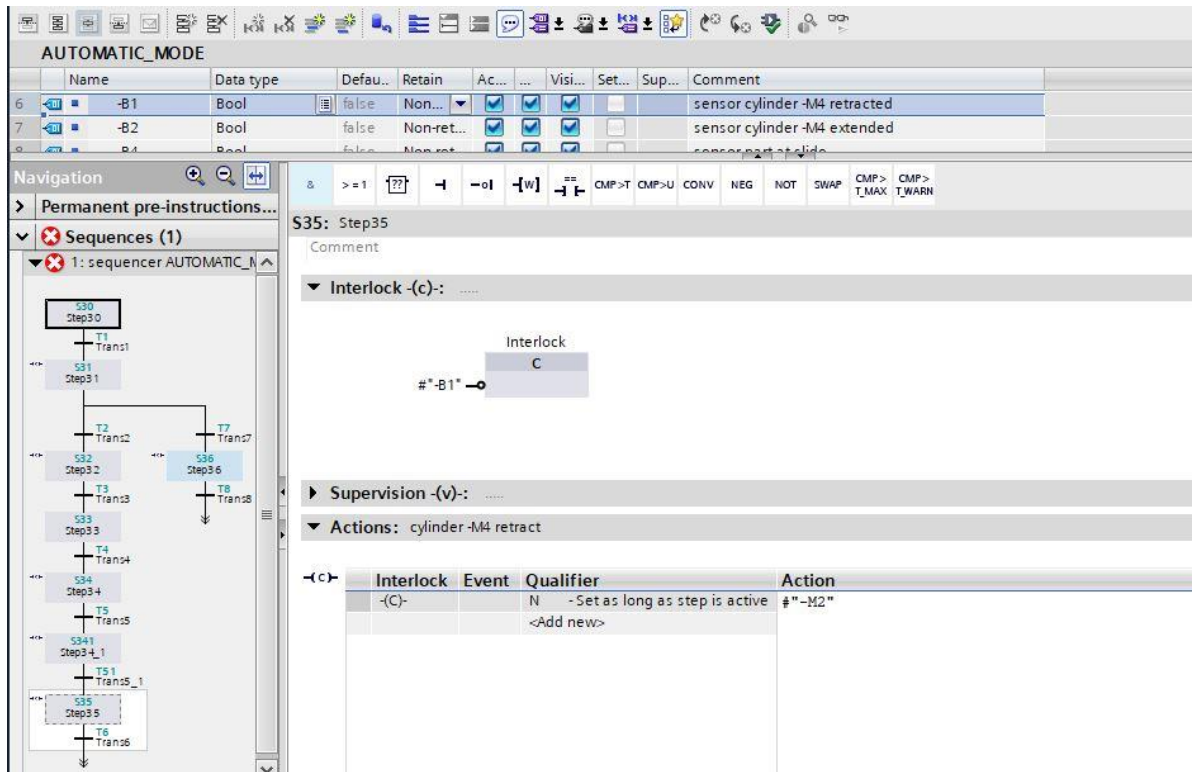 AUTOMATIC_MODE
Name Data type Defau.. Retain Ac... ... Visi... Set... Sup... Comment
6 -B1 Bool false Non... sensor cylinder -M4 retracted
7 -B2 Bool false Non-ret... sensor cylinder -M4 extended
Navigation
Permanent pre-instructions...
Sequences (1)
1: sequencer AUTOMATIC_M
S30
Step30
T1
Trans1
S31
Step31
T2
Trans2
T7
Trans7
S32
Step32
S36
Step36
T3
Trans3
T8
Trans8
S33
Step33
T4
Trans4
S34
Step34
T5
Trans5
S341
Step34_1
T51
Trans5_1
S35
Step35
T6
Trans6
& >=1 [??] -| -o| -[w] == CMP>T CMP>U CONV NEG NOT SWAP CMP> T_MAX CMP> T_WARN
S35: Step35
Comment
Interlock -(c)-: .....
Interlock
C
#"-B1"
Supervision -(v)-: .....
Actions: cylinder -M4 retract
-(C)-
Interlock Event Qualifier Action
-(C)- N - Set as long as step is active #"-M2"
<Add new>